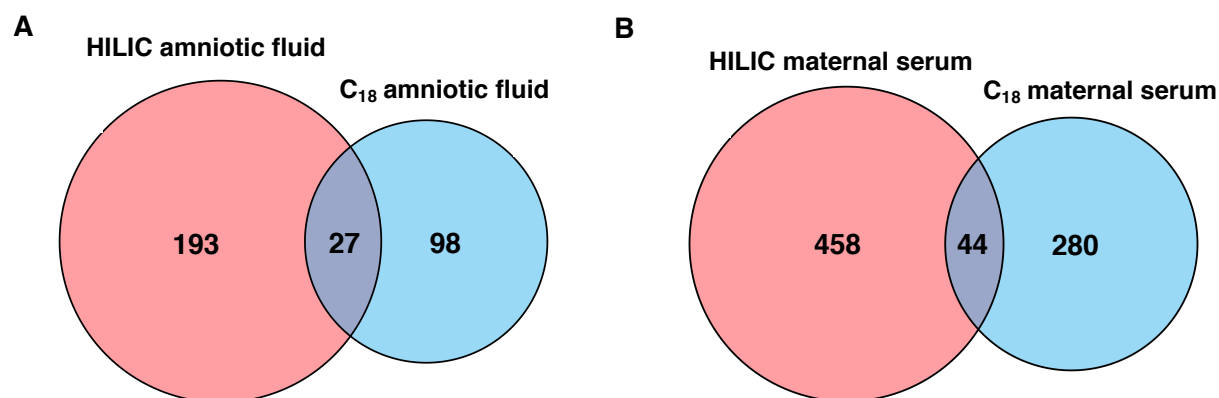 A
HILIC amniotic fluid
C₁₈ amniotic fluid
193
27
98
B
HILIC maternal serum
C₁₈ maternal serum
458
44
280